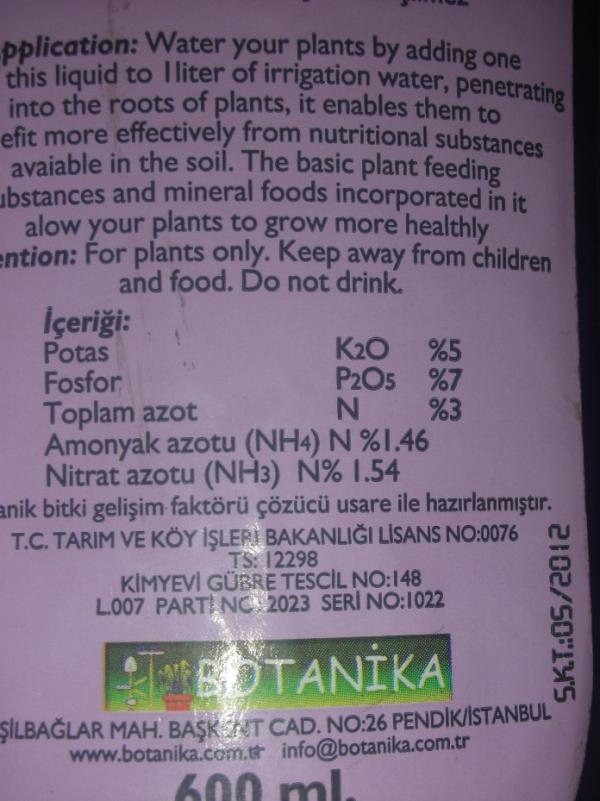 pplication: Water your plants by adding one
this liquid to 1liter of irrigation water, penetrating
into the roots of plants, it enables them to
efit more effectively from nutritional substances
avaiable in the soil. The basic plant feeding
ubstances and mineral foods incorporated in it
alow your plants to grow more healthly
ention: For plants only. Keep away from children
and food. Do not drink.
İçeriği:
Potas K2O %5
Fosfor P2O5 %7
Toplam azot N %3
Amonyak azotu (NH4) N %1.46
Nitrat azotu (NH3) N% 1.54
anik bitki gelişim faktörü çözücü usare ile hazırlanmıştır.
T.C. TARIM VE KÖY İŞLERİ BAKANLIĞI LİSANS NO:0076
TS: 12298
KİMYEVİ GÜBRE TESCİL NO:148
L.007 PARTİ NO: 2023 SERİ NO:1022
S.K.T.:05/2012
BOTANİKA
ŞİLBAĞLAR MAH. BAŞKENT CAD. NO:26 PENDİK/İSTANBUL
www.botanika.com.tr info@botanika.com.tr
600 ml.